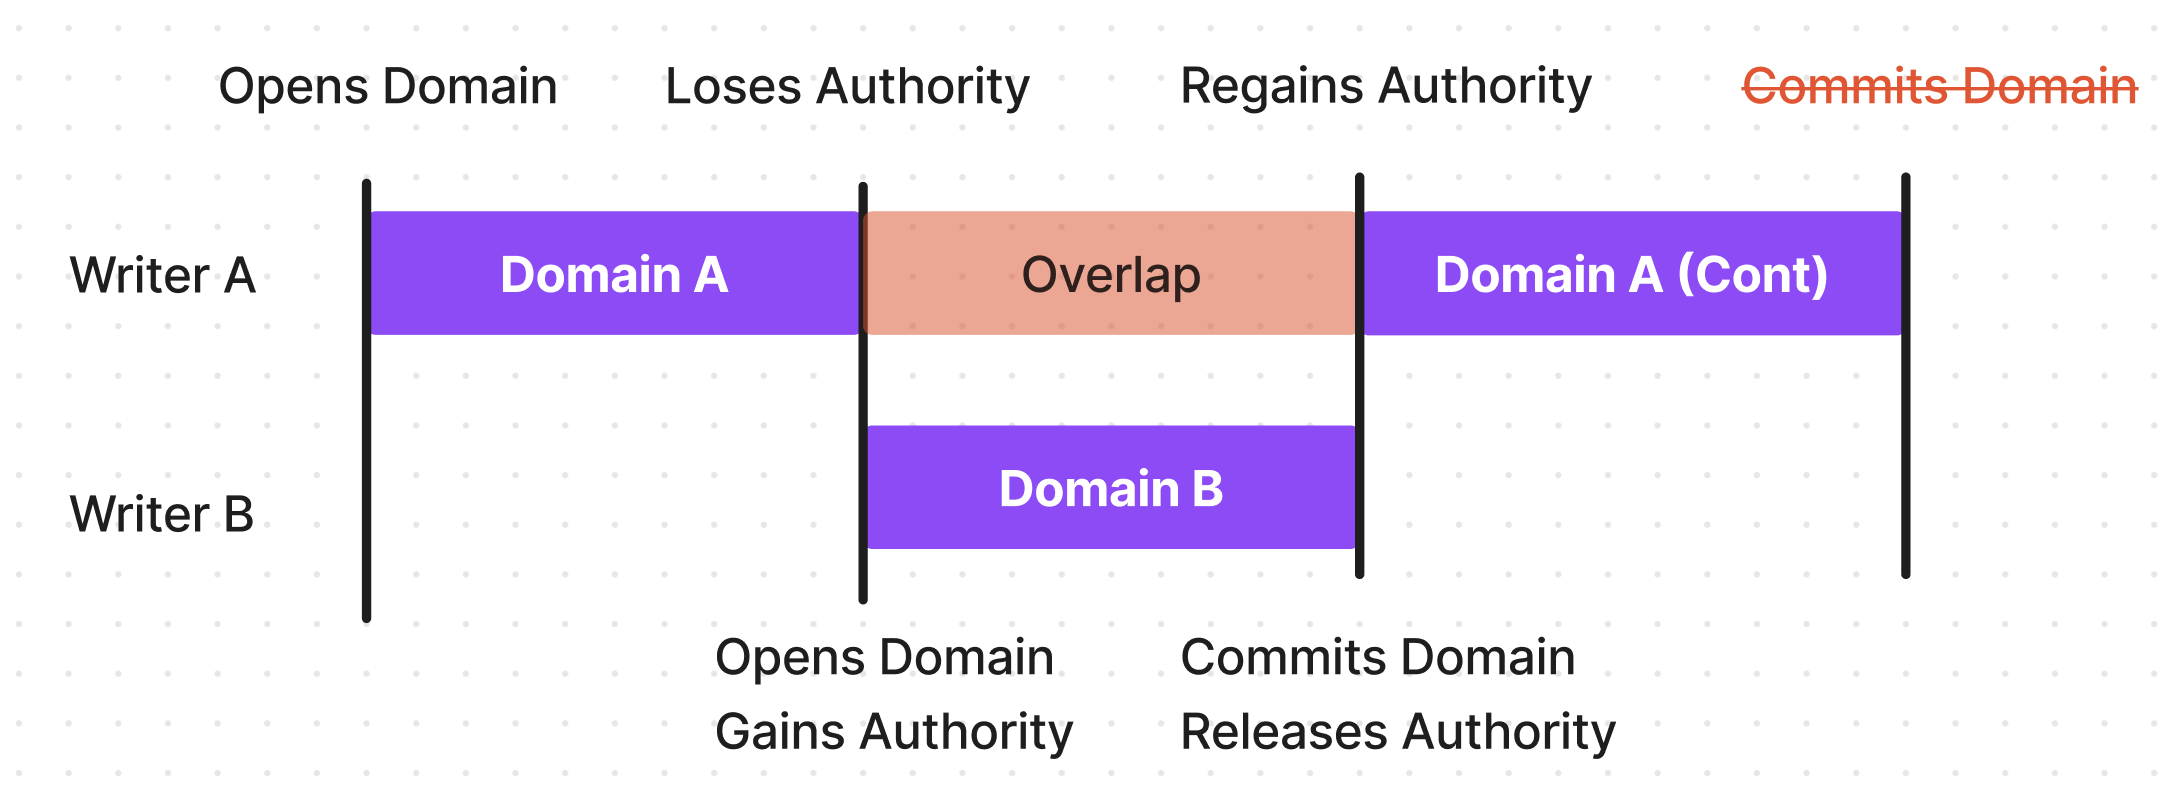 Opens Domain
Loses Authority
Regains Authority
Commits Domain
Writer A
Domain A
Overlap
Domain A (Cont)
Writer B
Domain B
Opens Domain
Gains Authority
Commits Domain
Releases Authority